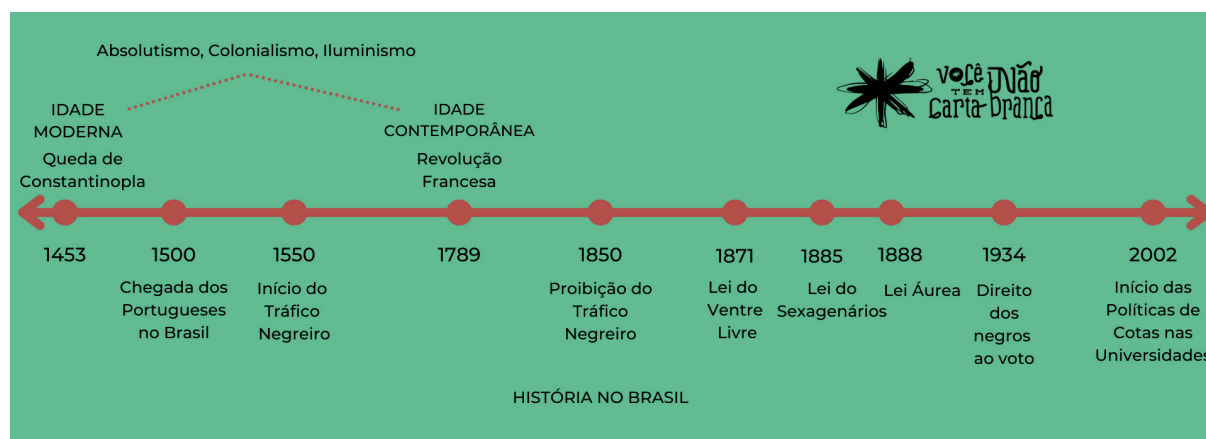 Absolutismo, Colonialismo, Iluminismo
VOCÊ NÃO
TEM
Carta branca
IDADE
MODERNA
IDADE
CONTEMPORÂNEA
Queda de
Constantinopla
Revolução
Francesa
1453
1500
1550
1789
1850
1871
1885
1888
1934
2002
Chegada dos
Portugueses
no Brasil
Início do
Tráfico
Negreiro
Proibição do
Tráfico
Negreiro
Lei do
Ventre
Livre
Lei do
Sexagenários
Lei Áurea
Direito
dos
negros
ao voto
Início das
Políticas de
Cotas nas
Universidades
HISTÓRIA NO BRASIL